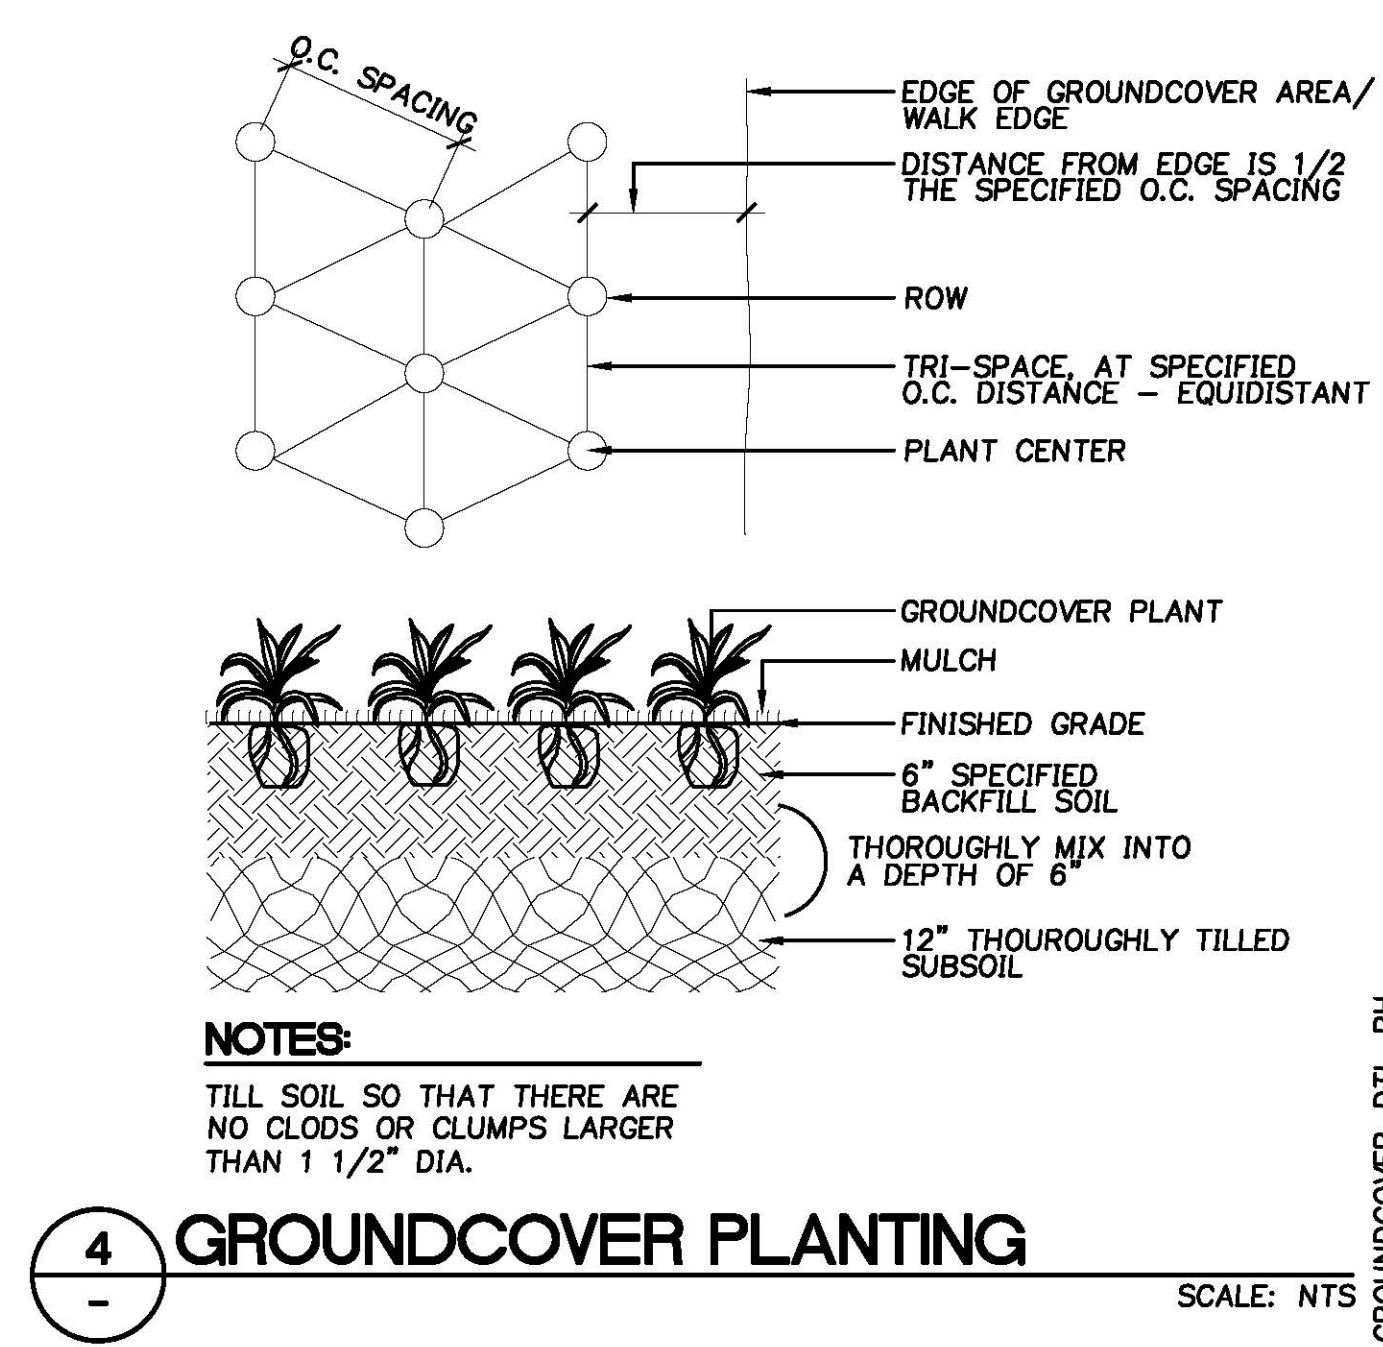 O.C. SPACING
EDGE OF GROUNDCOVER AREA/
WALK EDGE
DISTANCE FROM EDGE IS 1/2
THE SPECIFIED O.C. SPACING
ROW
TRI-SPACE, AT SPECIFIED
O.C. DISTANCE - EQUIDISTANT
PLANT CENTER
GROUNDCOVER PLANT
MULCH
FINISHED GRADE
6" SPECIFIED
BACKFILL SOIL
THOROUGHLY MIX INTO
A DEPTH OF 6"
12" THOUROUGHLY TILLED
SUBSOIL
NOTES:
TILL SOIL SO THAT THERE ARE
NO CLODS OR CLUMPS LARGER
THAN 1 1/2" DIA.
4
-
GROUNDCOVER PLANTING
SCALE: NTS